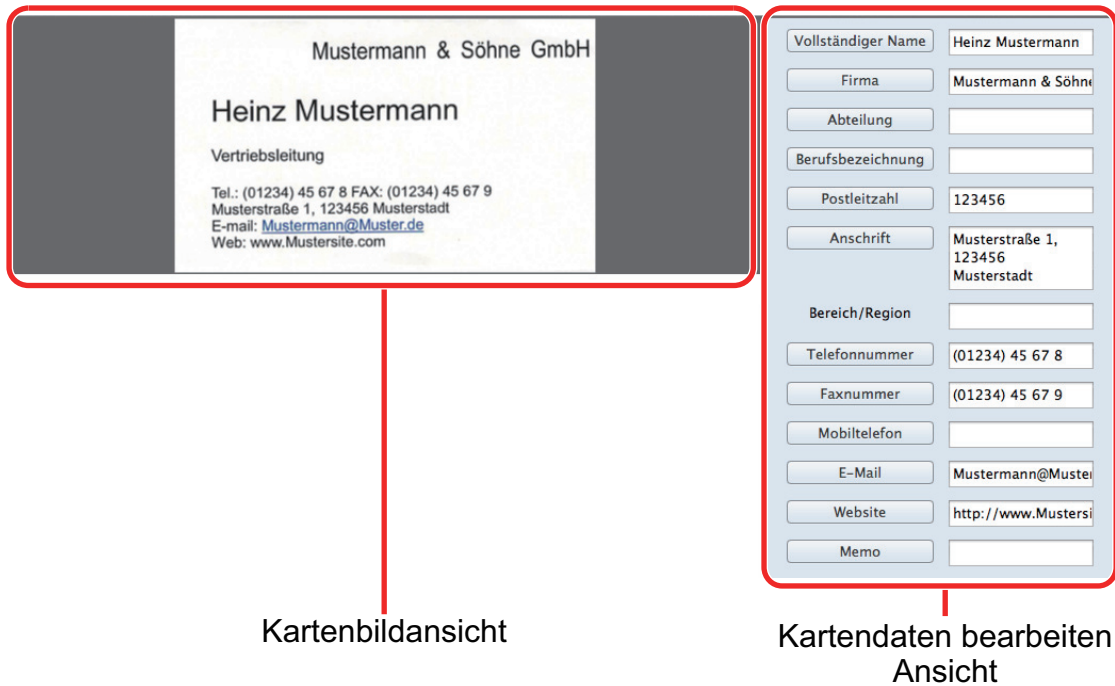 Mustermann & Söhne GmbH
Heinz Mustermann
Vertriebsleitung
Tel.: (01234) 45 67 8 FAX: (01234) 45 67 9
Musterstraße 1, 123456 Musterstadt
E-mail: Mustermann@Muster.de
Web: www.Mustersite.com
Vollständiger Name Heinz Mustermann
Firma Mustermann & Söhne
Abteilung
Berufsbezeichnung
Postleitzahl 123456
Anschrift Musterstraße 1,
123456
Musterstadt
Bereich/Region
Telefonnummer (01234) 45 67 8
Faxnummer (01234) 45 67 9
Mobiltelefon
E-Mail Mustermann@Muster
Website http://www.Mustersi
Memo
Kartenbildansicht
Kartendaten bearbeiten
Ansicht